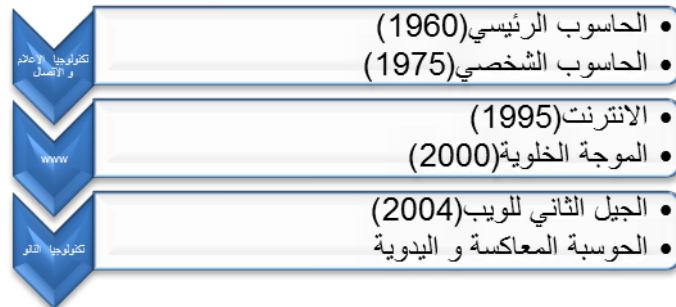 تكنولوجيا الاعلام
و الاتصال
• الحاسوب الرئيسي(1960)
• الحاسوب الشخصي(1975)
www
• الانترنت(1995)
• الموجة الخلوية(2000)
تكنولوجيا النانو
• الجيل الثاني للويب(2004)
• الحوسبة المعاكسة و اليدوية